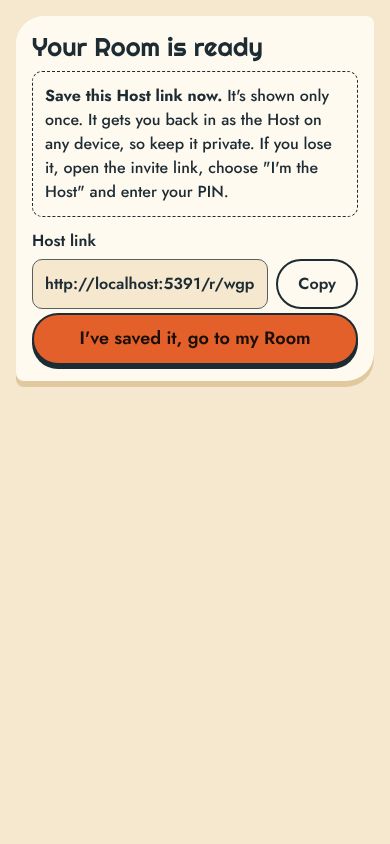 Your Room is ready
Save this Host link now. It's shown only
once. It gets you back in as the Host on
any device, so keep it private. If you lose
it, open the invite link, choose "I'm the
Host" and enter your PIN.
Host link
http://localhost:5391/r/wgp
Copy
I've saved it, go to my Room